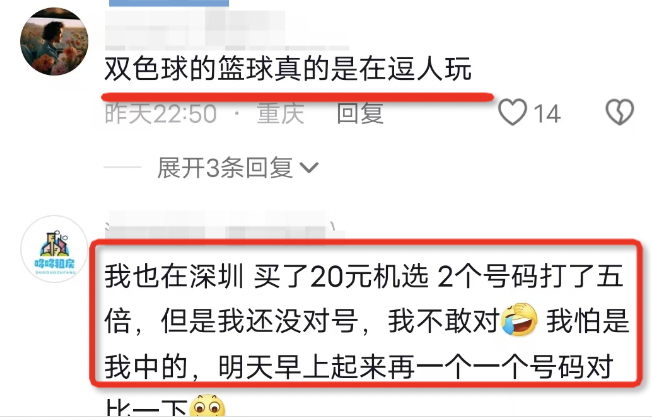 双色球的篮球真的是在逗人玩
昨天22:50 · 重庆 回复
14
展开3条回复
哆哆租房
我也在深圳 买了20元机选 2个号码打了五
倍，但是我还没对号，我不敢对🤣 我怕是
我中的，明天早上起来再一个一个号码对
比一下🙄